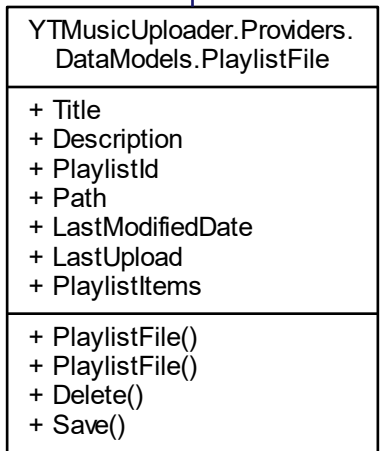 YTMusicUploader.Providers.
DataModels.PlaylistFile
+ Title
+ Description
+ PlaylistId
+ Path
+ LastModifiedDate
+ LastUpload
+ PlaylistItems
+ PlaylistFile()
+ PlaylistFile()
+ Delete()
+ Save()